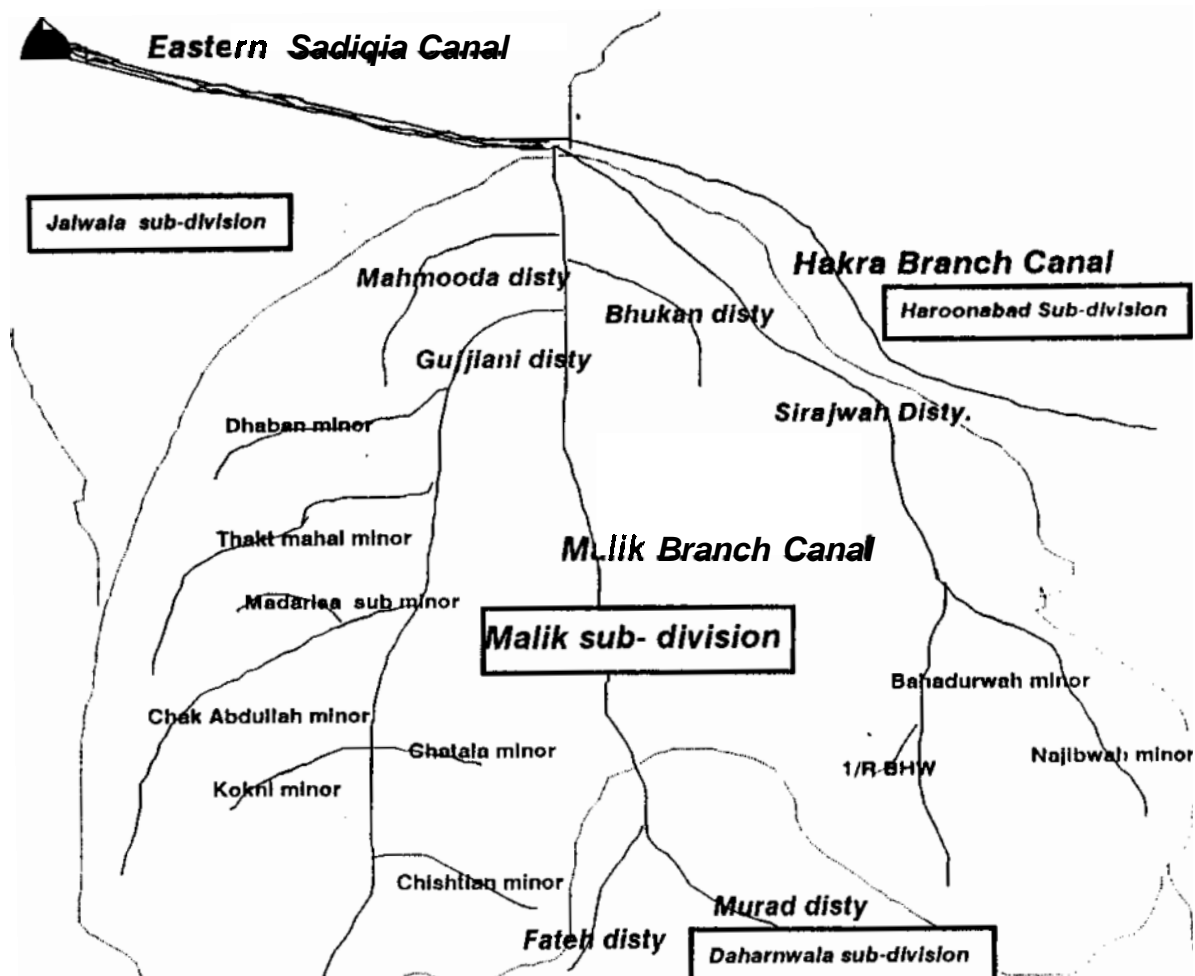 Eastern Sadiqia Canal
Jalwala sub-division
Hakra Branch Canal
Mahmooda disty
Haroonabad Sub-division
Bhukan disty
Gujjiani disty
Sirajwah Disty.
Dhaban minor
Thakt mahal minor
Malik Branch Canal
Madarisa sub minor
Malik sub- division
Bahadurwah minor
Chak Abdullah minor
Ghatala minor
Najibwah minor
1/R BHW
Kokni minor
Chishtian minor
Murad disty
Fateh disty
Daharnwala sub-division